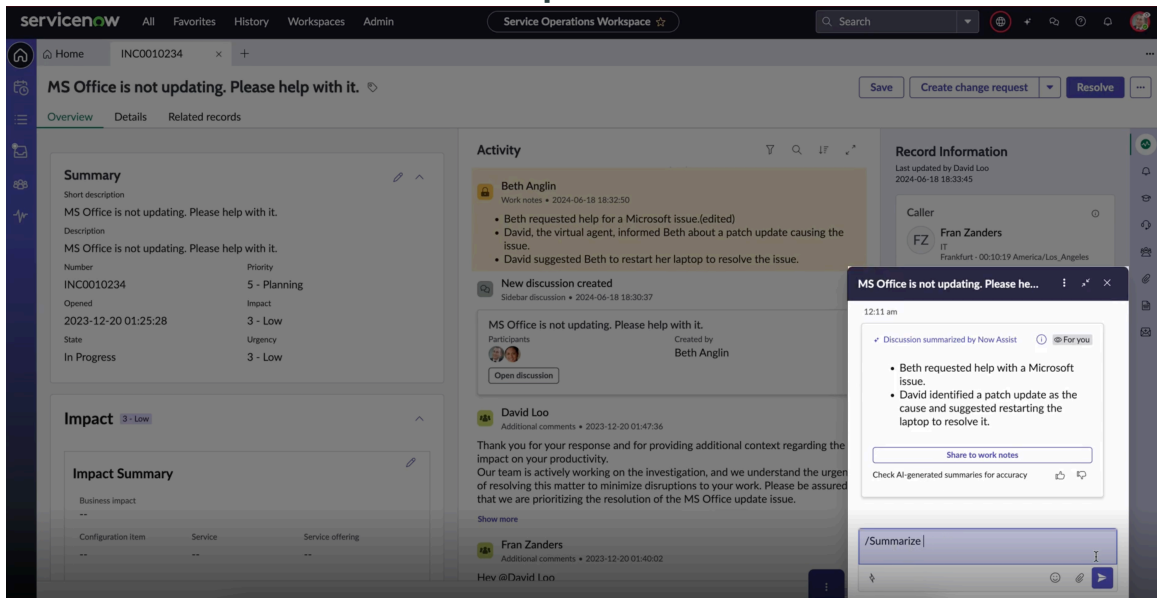 servicenow
All
Favorites
History
Workspaces
Admin
Service Operations Workspace
Search
Home
INC0010234
MS Office is not updating. Please help with it.
Save
Create change request
Resolve
Overview
Details
Related records
Summary
Short description
MS Office is not updating. Please help with it.
Description
MS Office is not updating. Please help with it.
Number
Priority
INC0010234
5 - Planning
Opened
Impact
2023-12-20 01:25:28
3 - Low
State
Urgency
In Progress
3 - Low
Impact
3 - Low
Impact Summary
Business impact
--
Configuration item
Service
Service offering
--
--
--
Activity
Beth Anglin
Work notes • 2024-06-18 18:32:50
• Beth requested help for a Microsoft issue.(edited)
• David, the virtual agent, informed Beth about a patch update causing the
issue.
• David suggested Beth to restart her laptop to resolve the issue.
New discussion created
Sidebar discussion • 2024-06-18 18:30:37
MS Office is not updating. Please help with it.
Participants
Created by
Beth Anglin
Open discussion
David Loo
Additional comments • 2023-12-20 01:47:36
Thank you for your response and for providing additional context regarding the
impact on your productivity.
Our team is actively working on the investigation, and we understand the urgen
of resolving this matter to minimize disruptions to your work. Please be assured
that we are prioritizing the resolution of the MS Office update issue.
Show more
Fran Zanders
Additional comments • 2023-12-20 01:40:02
Hey @David Loo
Record Information
Last updated by David Loo
2024-06-18 18:33:45
Caller
FZ
Fran Zanders
IT
Frankfurt - 00:10:19 America/Los_Angeles
MS Office is not updating. Please he...
12:11 am
Discussion summarized by Now Assist
For you
• Beth requested help with a Microsoft
issue.
• David identified a patch update as the
cause and suggested restarting the
laptop to resolve it.
Share to work notes
Check AI-generated summaries for accuracy
/Summarize